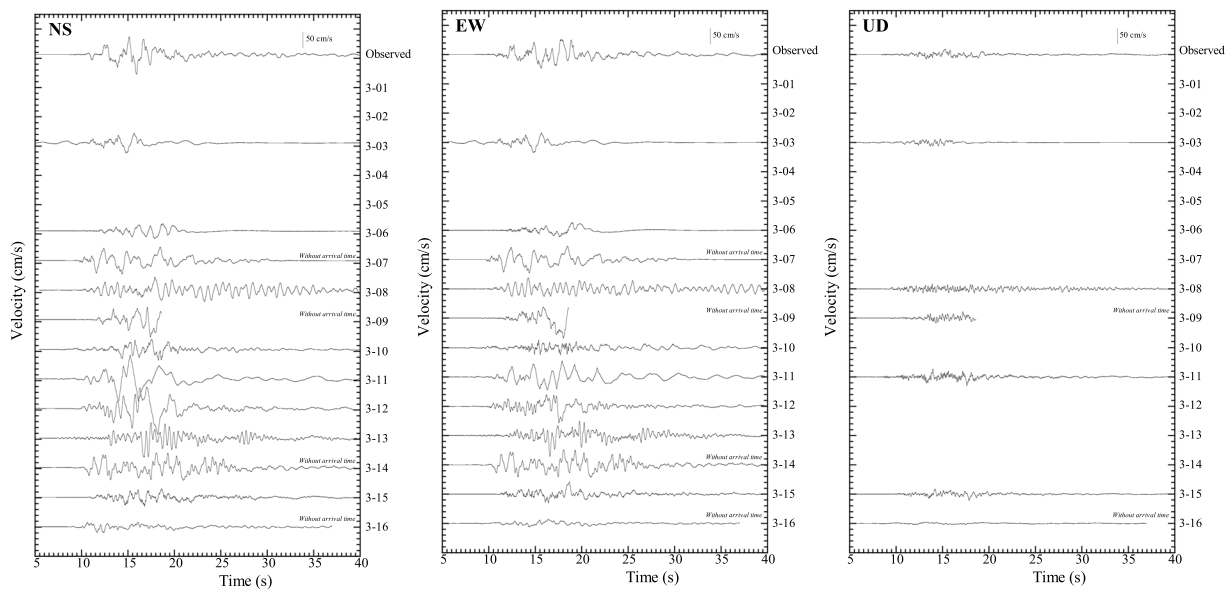 NS
50 cm/s
Observed
3-01
3-02
3-03
3-04
3-05
3-06
Without arrival time
3-07
3-08
Without arrival time
3-09
3-10
3-11
3-12
3-13
Without arrival time
3-14
3-15
Without arrival time
3-16
Velocity (cm/s)
5 10 15 20 25 30 35 40
Time (s)
EW
50 cm/s
Observed
3-01
3-02
3-03
3-04
3-05
3-06
Without arrival time
3-07
3-08
Without arrival time
3-09
3-10
3-11
3-12
3-13
Without arrival time
3-14
3-15
Without arrival time
3-16
Velocity (cm/s)
5 10 15 20 25 30 35 40
Time (s)
UD
50 cm/s
Observed
3-01
3-02
3-03
3-04
3-05
3-06
3-07
3-08
Without arrival time
3-09
3-10
3-11
3-12
3-13
3-14
3-15
Without arrival time
3-16
Velocity (cm/s)
5 10 15 20 25 30 35 40
Time (s)